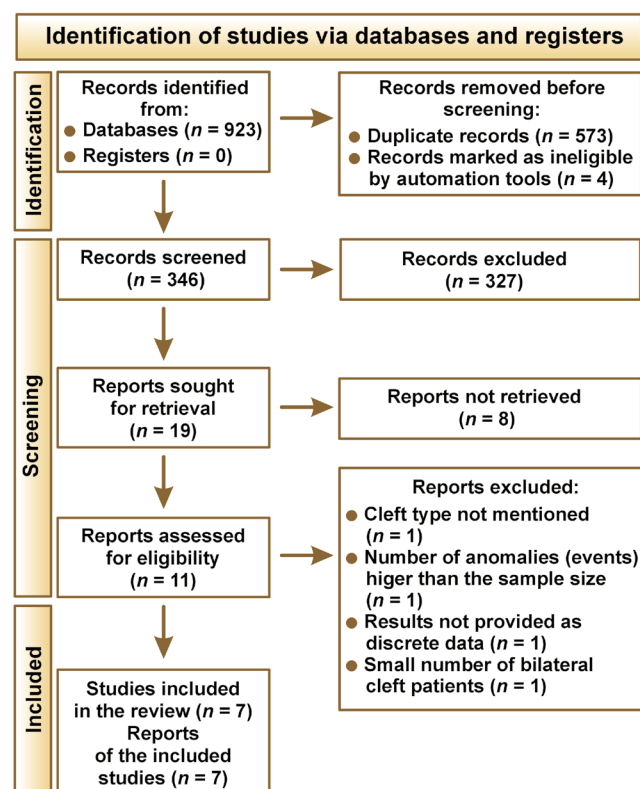 Identification of studies via databases and registers
Identification
Records identified
from:
● Databases (n = 923)
● Registers (n = 0)
Records removed before
screening:
● Duplicate records (n = 573)
● Records marked as ineligible
by automation tools (n = 4)
Screening
Records screened
(n = 346)
Records excluded
(n = 327)
Reports sought
for retrieval
(n = 19)
Reports not retrieved
(n = 8)
Reports assessed
for eligibility
(n = 11)
Reports excluded:
● Cleft type not mentioned
(n = 1)
● Number of anomalies (events)
higer than the sample size
(n = 1)
● Results not provided as
discrete data (n = 1)
● Small number of bilateral
cleft patients (n = 1)
Included
Studies included
in the review (n = 7)
Reports
of the included
studies (n = 7)